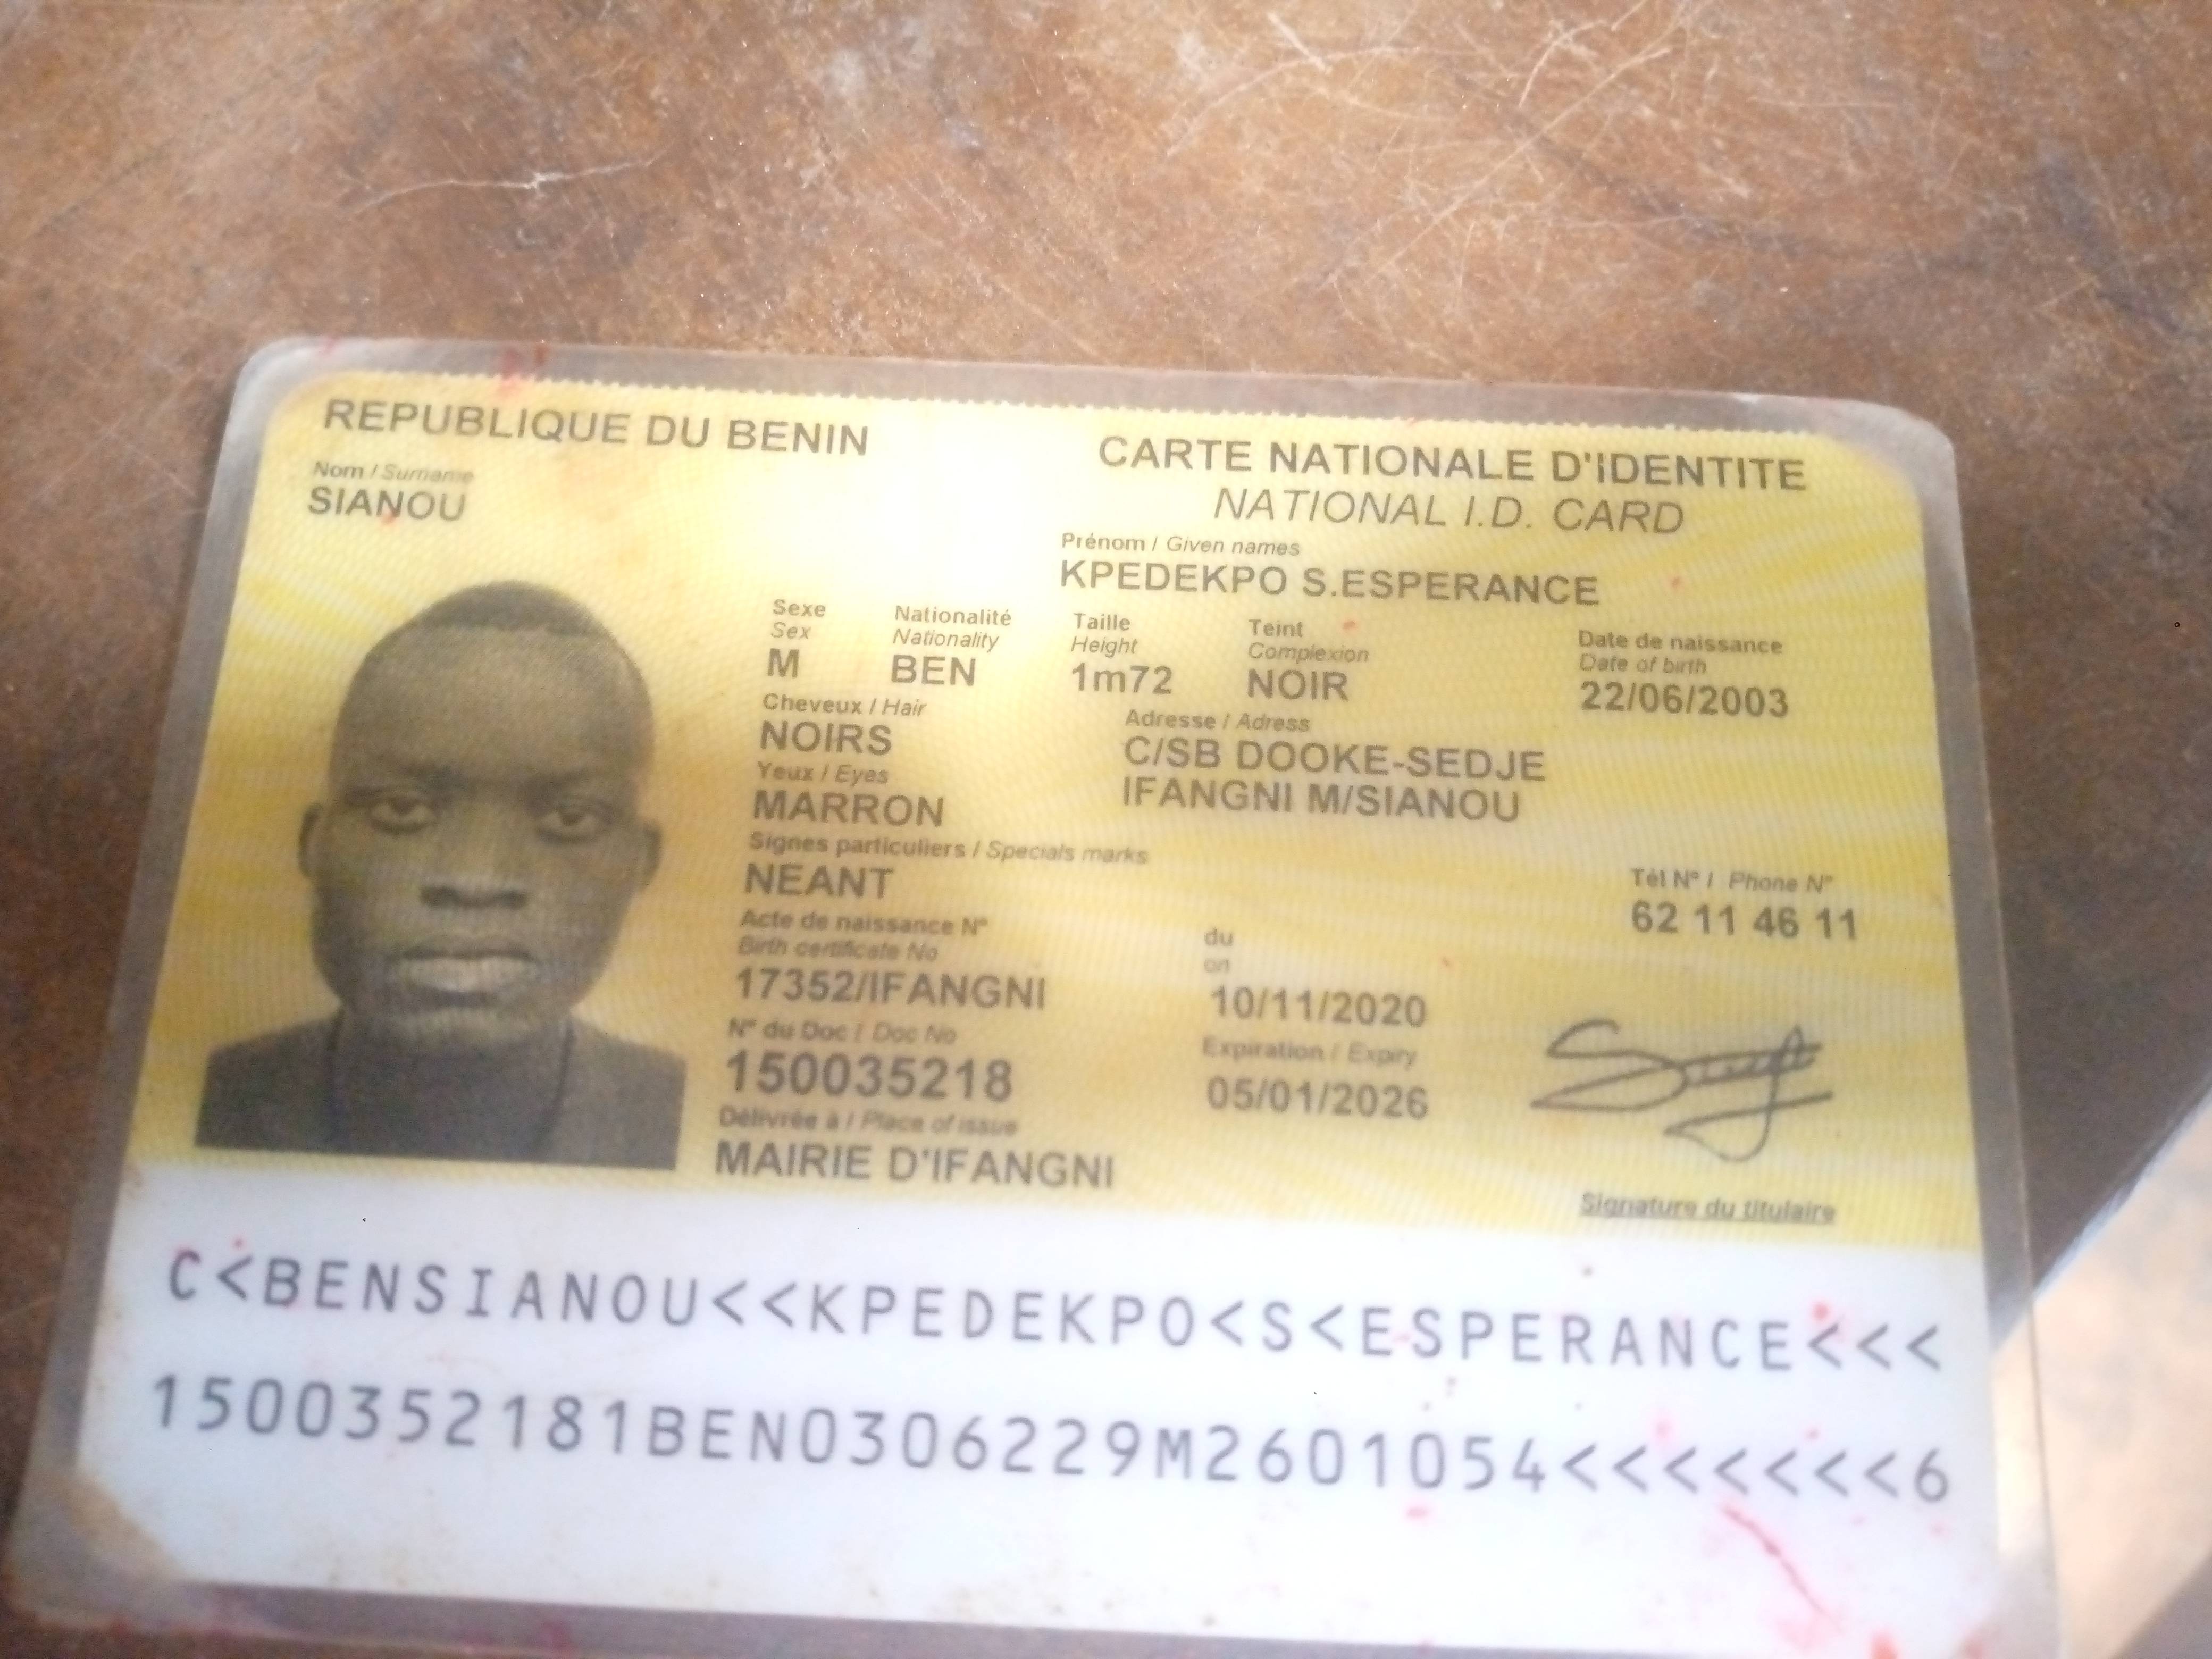 REPUBLIQUE DU BENIN
CARTE NATIONALE D'IDENTITE
NATIONAL I.D. CARD
Nom / Surname
SIANOU
Prénom / Given names
KPEDEKPO S.ESPERANCE
Sexe
Sex
M
Nationalité
Nationality
BEN
Taille
Height
1m72
Teint
Complexion
NOIR
Date de naissance
Date of birth
22/06/2003
Cheveux / Hair
NOIRS
Adresse / Adress
C/SB DOOKE-SEDJE
IFANGNI M/SIANOU
Yeux / Eyes
MARRON
Signes particuliers / Specials marks
NEANT
Tél N° / Phone N°
62 11 46 11
Acte de naissance N°
Birth certificate No
17352/IFANGNI
du
on
10/11/2020
N° du Doc / Doc No
150035218
Expiration / Expiry
05/01/2026
Délivrée à / Place of issue
MAIRIE D'IFANGNI
Signature du titulaire
C<BENSIANOU<<KPEDEKPO<S<ESPERANCE<<<
1500352181BEN0306229M2601054<<<<<<<6